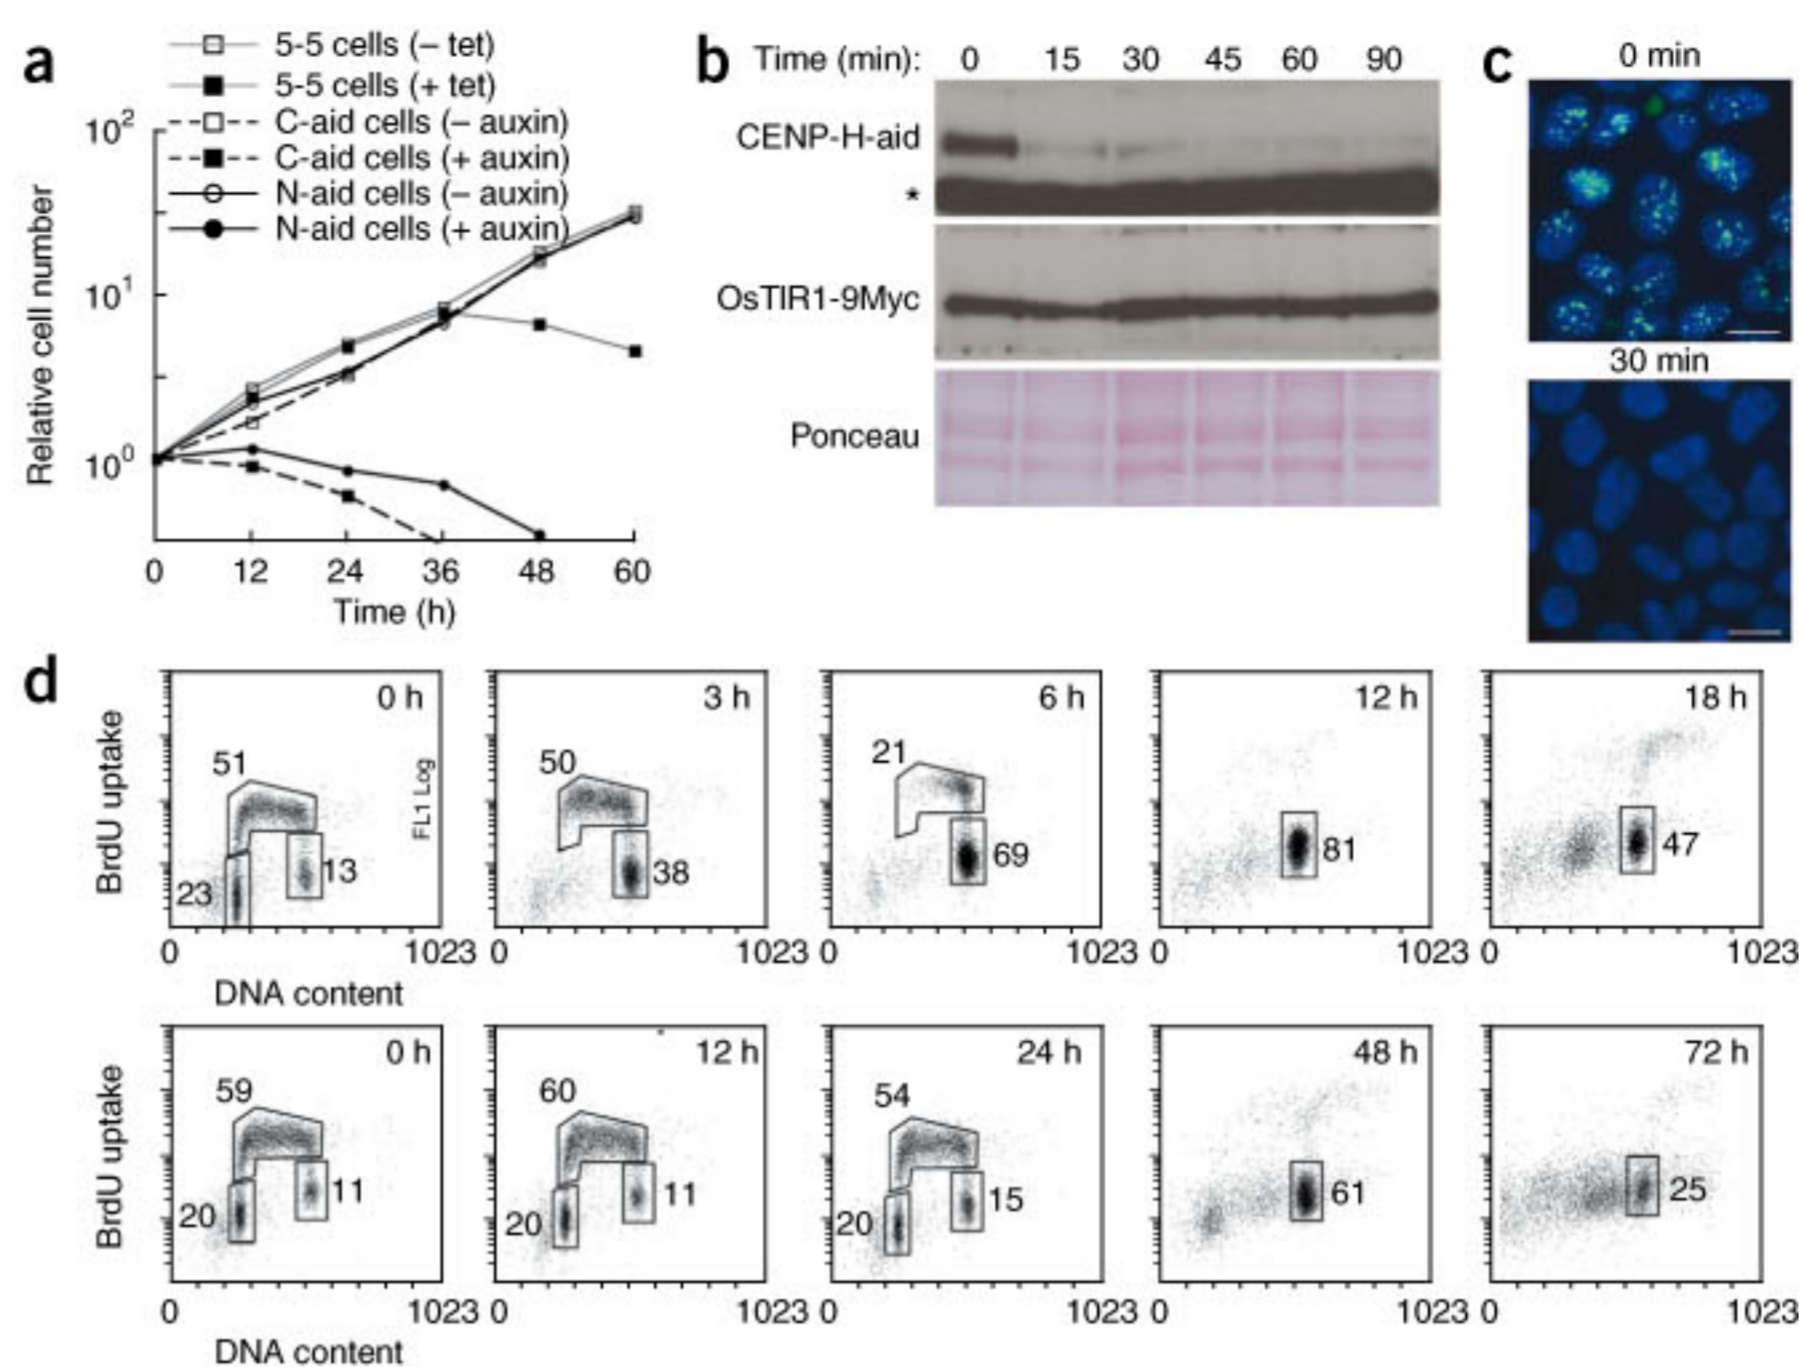 a
5-5 cells (– tet)
5-5 cells (+ tet)
C-aid cells (– auxin)
C-aid cells (+ auxin)
N-aid cells (– auxin)
N-aid cells (+ auxin)
Relative cell number
10²
10¹
10⁰
0 12 24 36 48 60
Time (h)
b
Time (min): 0 15 30 45 60 90
CENP-H-aid
*
OsTIR1-9Myc
Ponceau
c
0 min
30 min
d
BrdU uptake
0 h
51
FL1 Log
23
13
0 1023
DNA content
3 h
50
38
0 1023
6 h
21
69
0 1023
12 h
81
0 1023
18 h
47
0 1023
BrdU uptake
0 h
59
20
11
0 1023
DNA content
12 h
60
20
11
0 1023
24 h
54
20
15
0 1023
48 h
61
0 1023
72 h
25
0 1023